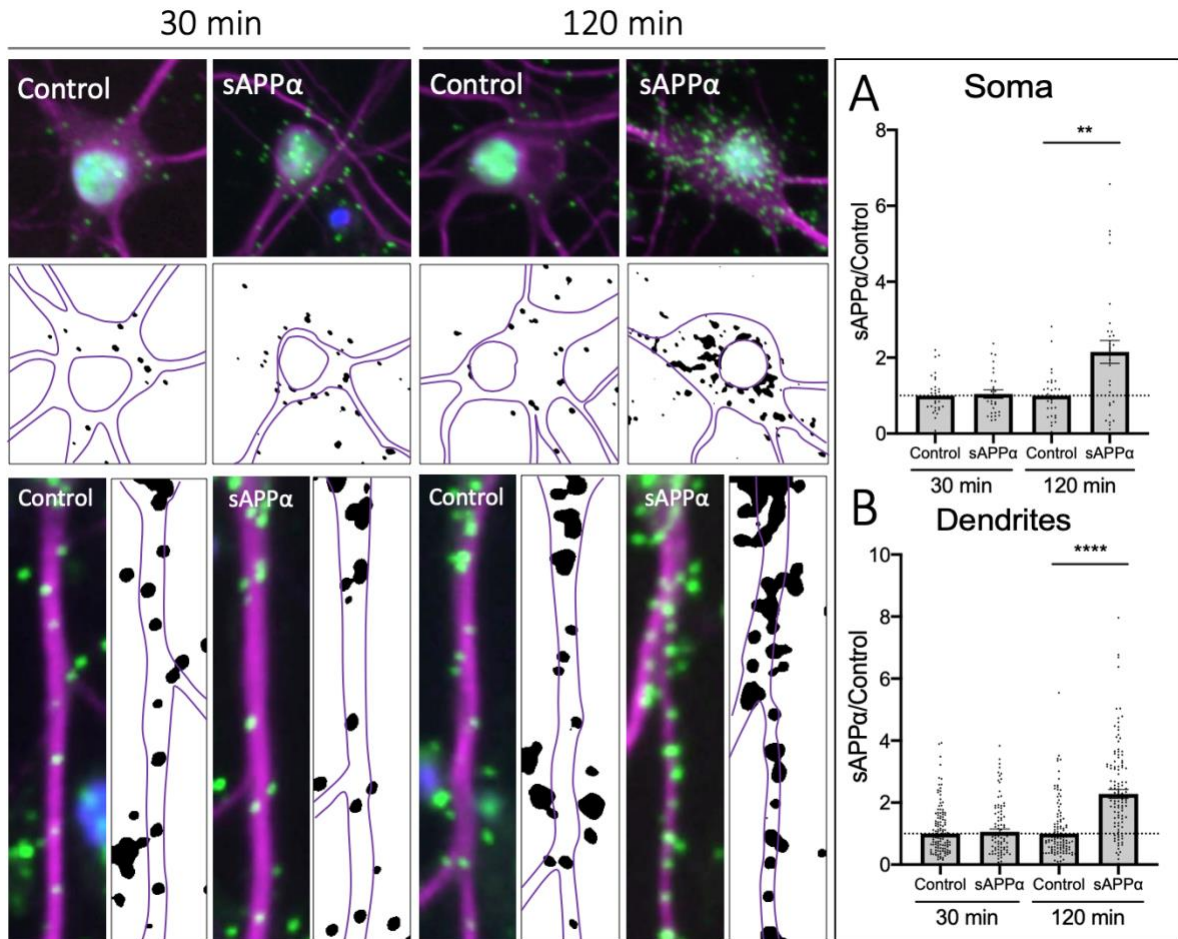 30 min 120 min
Control sAPPα Control sAPPα
Control sAPPα Control sAPPα
A Soma
sAPPα/Control
8
6
4
2
0
**
Control sAPPα Control sAPPα
30 min 120 min
B Dendrites
sAPPα/Control
10
8
6
4
2
0
****
Control sAPPα Control sAPPα
30 min 120 min